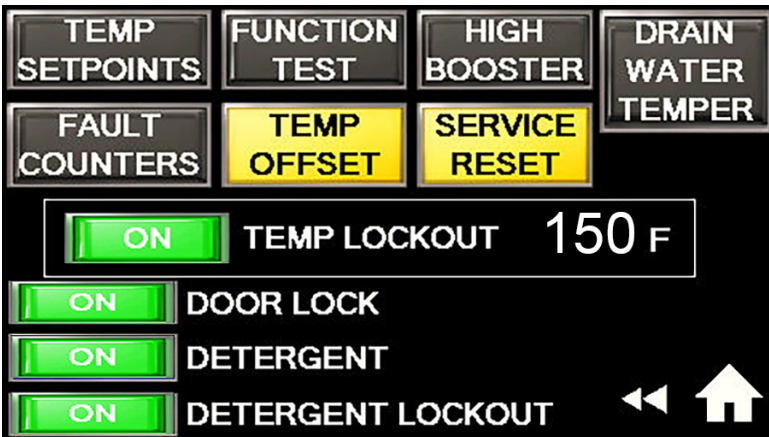 TEMP
SETPOINTS
FUNCTION
TEST
HIGH
BOOSTER
DRAIN
WATER
TEMPER
FAULT
COUNTERS
TEMP
OFFSET
SERVICE
RESET
ON TEMP LOCKOUT 150 F
ON DOOR LOCK
ON DETERGENT
ON DETERGENT LOCKOUT